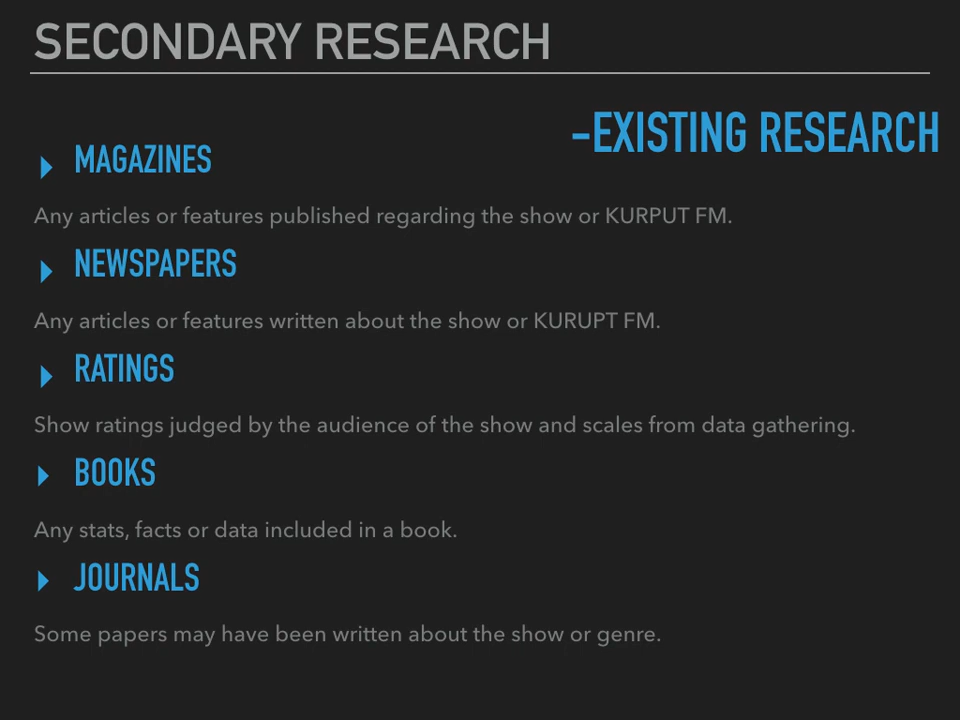 SECONDARY RESEARCH
-EXISTING RESEARCH
▸ MAGAZINES
Any articles or features published regarding the show or KURPUT FM.
▸ NEWSPAPERS
Any articles or features written about the show or KURUPT FM.
▸ RATINGS
Show ratings judged by the audience of the show and scales from data gathering.
▸ BOOKS
Any stats, facts or data included in a book.
▸ JOURNALS
Some papers may have been written about the show or genre.